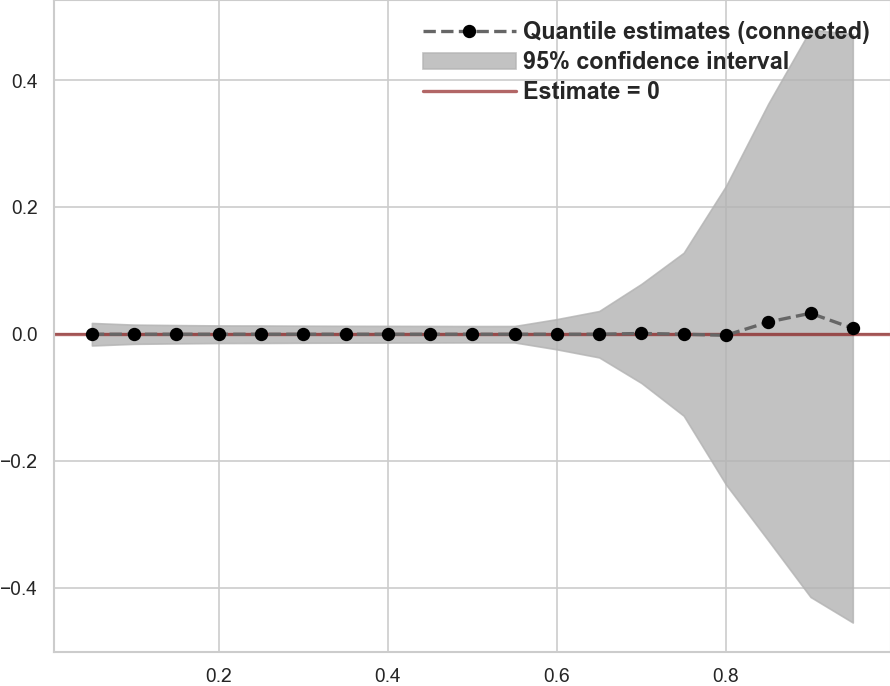 Quantile estimates (connected)
95% confidence interval
Estimate = 0
0.4
0.2
0.0
−0.2
−0.4
0.2 0.4 0.6 0.8